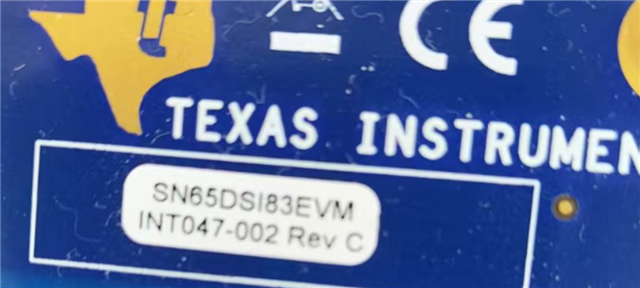 CE
TEXAS INSTRUMEN
SN65DSI83EVM
INT047-002 Rev C